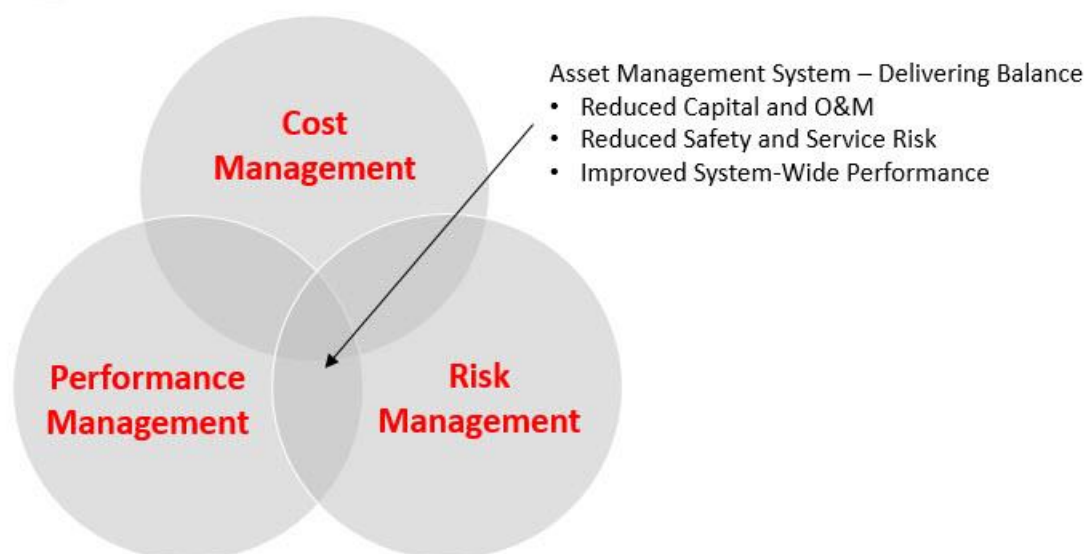 Cost
Management
Asset Management System – Delivering Balance
• Reduced Capital and O&M
• Reduced Safety and Service Risk
• Improved System-Wide Performance
Performance
Management
Risk
Management